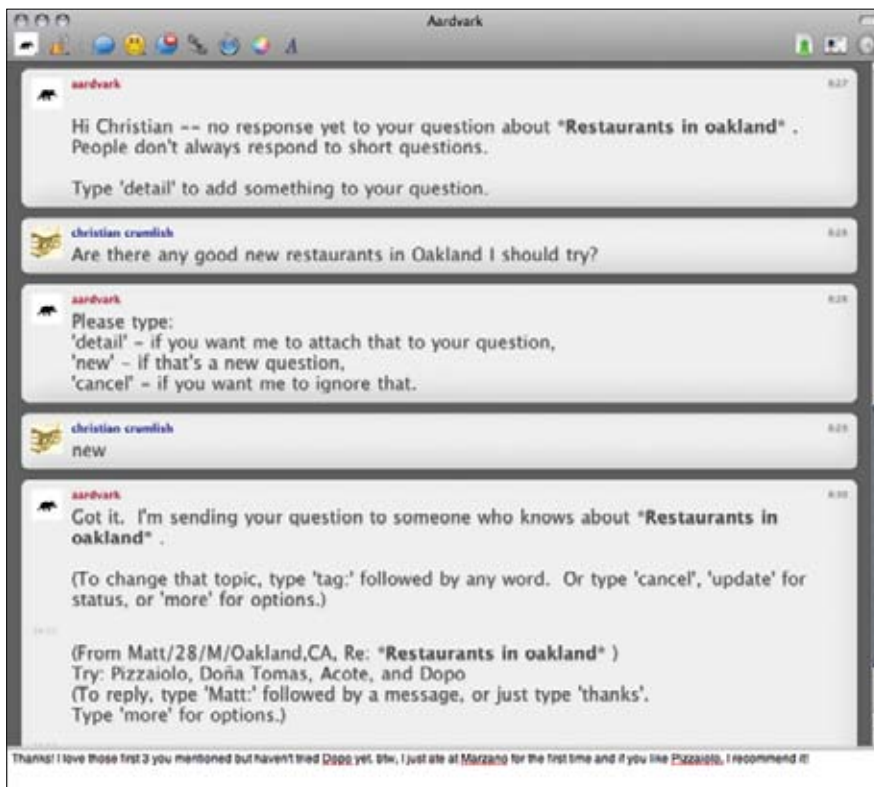 Aardvark
aardvark
8:27
Hi Christian -- no response yet to your question about *Restaurants in oakland* .
People don't always respond to short questions.
Type 'detail' to add something to your question.
christian crumlish
Are there any good new restaurants in Oakland I should try?
aardvark
8:28
Please type:
'detail' - if you want me to attach that to your question,
'new' - if that's a new question,
'cancel' - if you want me to ignore that.
christian crumlish
8:29
new
aardvark
8:30
Got it. I'm sending your question to someone who knows about *Restaurants in
oakland* .
(To change that topic, type 'tag:' followed by any word. Or type 'cancel', 'update' for
status, or 'more' for options.)
(From Matt/28/M/Oakland,CA, Re: *Restaurants in oakland* )
Try: Pizzaiolo, Doña Tomas, Acote, and Dopo
(To reply, type 'Matt:' followed by a message, or just type 'thanks'.
Type 'more' for options.)
Thanks! I love those first 3 you mentioned but haven't tried Dopo yet. btw, I just ate at Marzano for the first time and if you like Pizzaiolo, I recommend it!